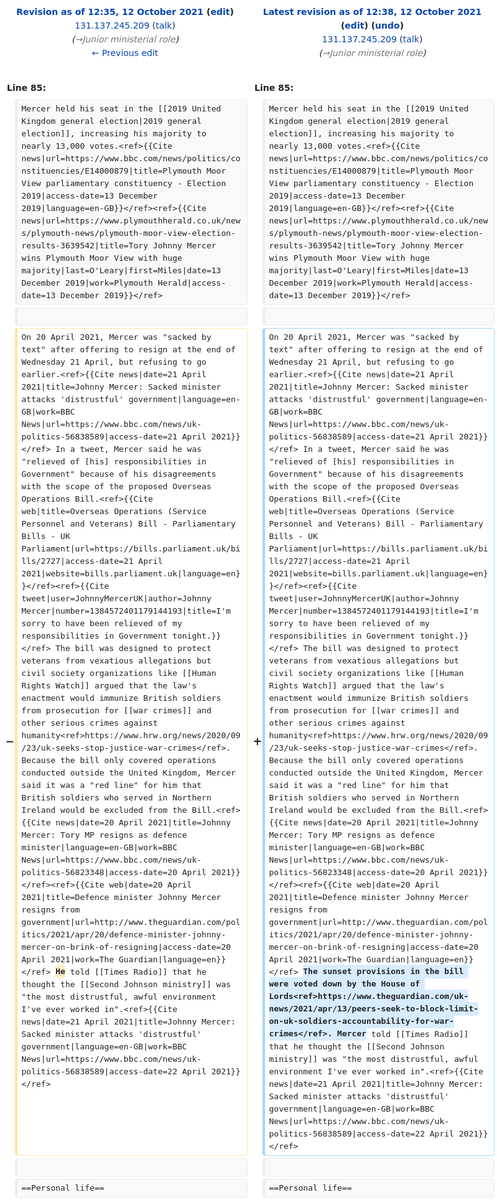 Revision as of 12:35, 12 October 2021 (edit)
131.137.245.209 (talk)
(→Junior ministerial role)
← Previous edit
Latest revision as of 12:38, 12 October 2021
(edit) (undo)
131.137.245.209 (talk)
(→Junior ministerial role)
Line 85:
Mercer held his seat in the [[2019 United
Kingdom general election|2019 general
election]], increasing his majority to
nearly 13,000 votes.<ref>{{Cite
news|url=https://www.bbc.com/news/politics/co
nstituencies/E14000879|title=Plymouth Moor
View parliamentary constituency - Election
2019|access-date=13 December
2019|language=en-GB}}</ref><ref>{{Cite
news|url=https://www.plymouthherald.co.uk/new
s/plymouth-news/plymouth-moor-view-election-
results-3639542|title=Tory Johnny Mercer
wins Plymouth Moor View with huge
majority|last=O'Leary|first=Miles|date=13
December 2019|work=Plymouth Herald|access-
date=13 December 2019}}</ref>
−
On 20 April 2021, Mercer was "sacked by
text" after offering to resign at the end of
Wednesday 21 April, but refusing to go
earlier.<ref>{{Cite news|date=21 April
2021|title=Johnny Mercer: Sacked minister
attacks 'distrustful' government|language=en-
GB|work=BBC
News|url=https://www.bbc.com/news/uk-
politics-56838589|access-date=21 April 2021}}
</ref> In a tweet, Mercer said he was
"relieved of [his] responsibilities in
Government" because of his disagreements
with the scope of the proposed Overseas
Operations Bill.<ref>{{Cite
web|title=Overseas Operations (Service
Personnel and Veterans) Bill - Parliamentary
Bills - UK
Parliament|url=https://bills.parliament.uk/bi
lls/2727|access-date=21 April
2021|website=bills.parliament.uk|language=en}
}</ref><ref>{{Cite
tweet|user=JohnnyMercerUK|author=Johnny
Mercer|number=1384572401179144193|title=I'm
sorry to have been relieved of my
responsibilities in Government tonight.}}
</ref> The bill was designed to protect
veterans from vexatious allegations but
civil society organizations like [[Human
Rights Watch]] argued that the law's
enactment would immunize British soldiers
from prosecution for [[war crimes]] and
other serious crimes against
humanity<ref>https://www.hrw.org/news/2020/09
/23/uk-seeks-stop-justice-war-crimes</ref>.
Because the bill only covered operations
conducted outside the United Kingdom, Mercer
said it was a "red line" for him that
British soldiers who served in Northern
Ireland would be excluded from the Bill.<ref>
{{Cite news|date=20 April 2021|title=Johnny
Mercer: Tory MP resigns as defence
minister|language=en-GB|work=BBC
News|url=https://www.bbc.com/news/uk-
politics-56823348|access-date=20 April 2021}}
</ref><ref>{{Cite web|date=20 April
2021|title=Defence minister Johnny Mercer
resigns from
government|url=http://www.theguardian.com/pol
itics/2021/apr/20/defence-minister-johnny-
mercer-on-brink-of-resigning|access-date=20
April 2021|work=The Guardian|language=en}}
</ref> He told [[Times Radio]] that he
thought the [[Second Johnson ministry]] was
"the most distrustful, awful environment
I've ever worked in".<ref>{{Cite
news|date=21 April 2021|title=Johnny Mercer:
Sacked minister attacks 'distrustful'
government|language=en-GB|work=BBC
News|url=https://www.bbc.com/news/uk-
politics-56838589|access-date=22 April 2021}}
</ref>
==Personal life==
Line 85:
Mercer held his seat in the [[2019 United
Kingdom general election|2019 general
election]], increasing his majority to
nearly 13,000 votes.<ref>{{Cite
news|url=https://www.bbc.com/news/politics/co
nstituencies/E14000879|title=Plymouth Moor
View parliamentary constituency - Election
2019|access-date=13 December
2019|language=en-GB}}</ref><ref>{{Cite
news|url=https://www.plymouthherald.co.uk/new
s/plymouth-news/plymouth-moor-view-election-
results-3639542|title=Tory Johnny Mercer
wins Plymouth Moor View with huge
majority|last=O'Leary|first=Miles|date=13
December 2019|work=Plymouth Herald|access-
date=13 December 2019}}</ref>
+
On 20 April 2021, Mercer was "sacked by
text" after offering to resign at the end of
Wednesday 21 April, but refusing to go
earlier.<ref>{{Cite news|date=21 April
2021|title=Johnny Mercer: Sacked minister
attacks 'distrustful' government|language=en-
GB|work=BBC
News|url=https://www.bbc.com/news/uk-
politics-56838589|access-date=21 April 2021}}
</ref> In a tweet, Mercer said he was
"relieved of [his] responsibilities in
Government" because of his disagreements
with the scope of the proposed Overseas
Operations Bill.<ref>{{Cite
web|title=Overseas Operations (Service
Personnel and Veterans) Bill - Parliamentary
Bills - UK
Parliament|url=https://bills.parliament.uk/bi
lls/2727|access-date=21 April
2021|website=bills.parliament.uk|language=en}
}</ref><ref>{{Cite
tweet|user=JohnnyMercerUK|author=Johnny
Mercer|number=1384572401179144193|title=I'm
sorry to have been relieved of my
responsibilities in Government tonight.}}
</ref> The bill was designed to protect
veterans from vexatious allegations but
civil society organizations like [[Human
Rights Watch]] argued that the law's
enactment would immunize British soldiers
from prosecution for [[war crimes]] and
other serious crimes against
humanity<ref>https://www.hrw.org/news/2020/09
/23/uk-seeks-stop-justice-war-crimes</ref>.
Because the bill only covered operations
conducted outside the United Kingdom, Mercer
said it was a "red line" for him that
British soldiers who served in Northern
Ireland would be excluded from the Bill.<ref>
{{Cite news|date=20 April 2021|title=Johnny
Mercer: Tory MP resigns as defence
minister|language=en-GB|work=BBC
News|url=https://www.bbc.com/news/uk-
politics-56823348|access-date=20 April 2021}}
</ref><ref>{{Cite web|date=20 April
2021|title=Defence minister Johnny Mercer
resigns from
government|url=http://www.theguardian.com/pol
itics/2021/apr/20/defence-minister-johnny-
mercer-on-brink-of-resigning|access-date=20
April 2021|work=The Guardian|language=en}}
</ref> The sunset provisions in the bill
were voted down by the House of
Lords<ref>https://www.theguardian.com/uk-
news/2021/apr/13/peers-seek-to-block-limit-
on-uk-soldiers-accountability-for-war-
crimes</ref>. Mercer told [[Times Radio]]
that he thought the [[Second Johnson
ministry]] was "the most distrustful, awful
environment I've ever worked in".<ref>{{Cite
news|date=21 April 2021|title=Johnny Mercer:
Sacked minister attacks 'distrustful'
government|language=en-GB|work=BBC
News|url=https://www.bbc.com/news/uk-
politics-56838589|access-date=22 April 2021}}
</ref>
==Personal life==